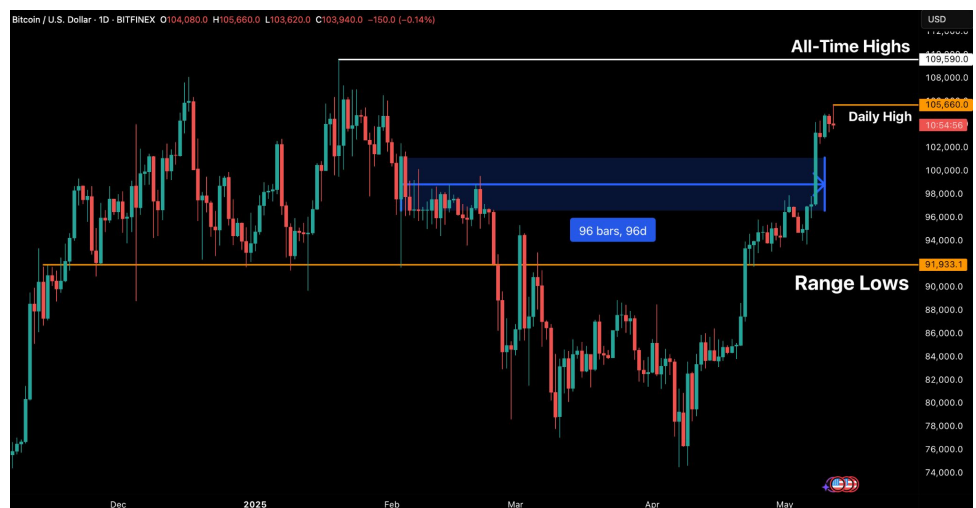 Bitcoin / U.S. Dollar · 1D · BITFINEX O104,080.0 H105,660.0 L103,620.0 C103,940.0 −150.0 (−0.14%)
USD
All-Time Highs
109,590.0
108,000.0
105,660.0
Daily High
10:54:56
102,000.0
100,000.0
98,000.0
96,000.0
96 bars, 96d
94,000.0
91,933.1
Range Lows
90,000.0
88,000.0
86,000.0
84,000.0
82,000.0
80,000.0
78,000.0
76,000.0
74,000.0
Dec
2025
Feb
Mar
Apr
May